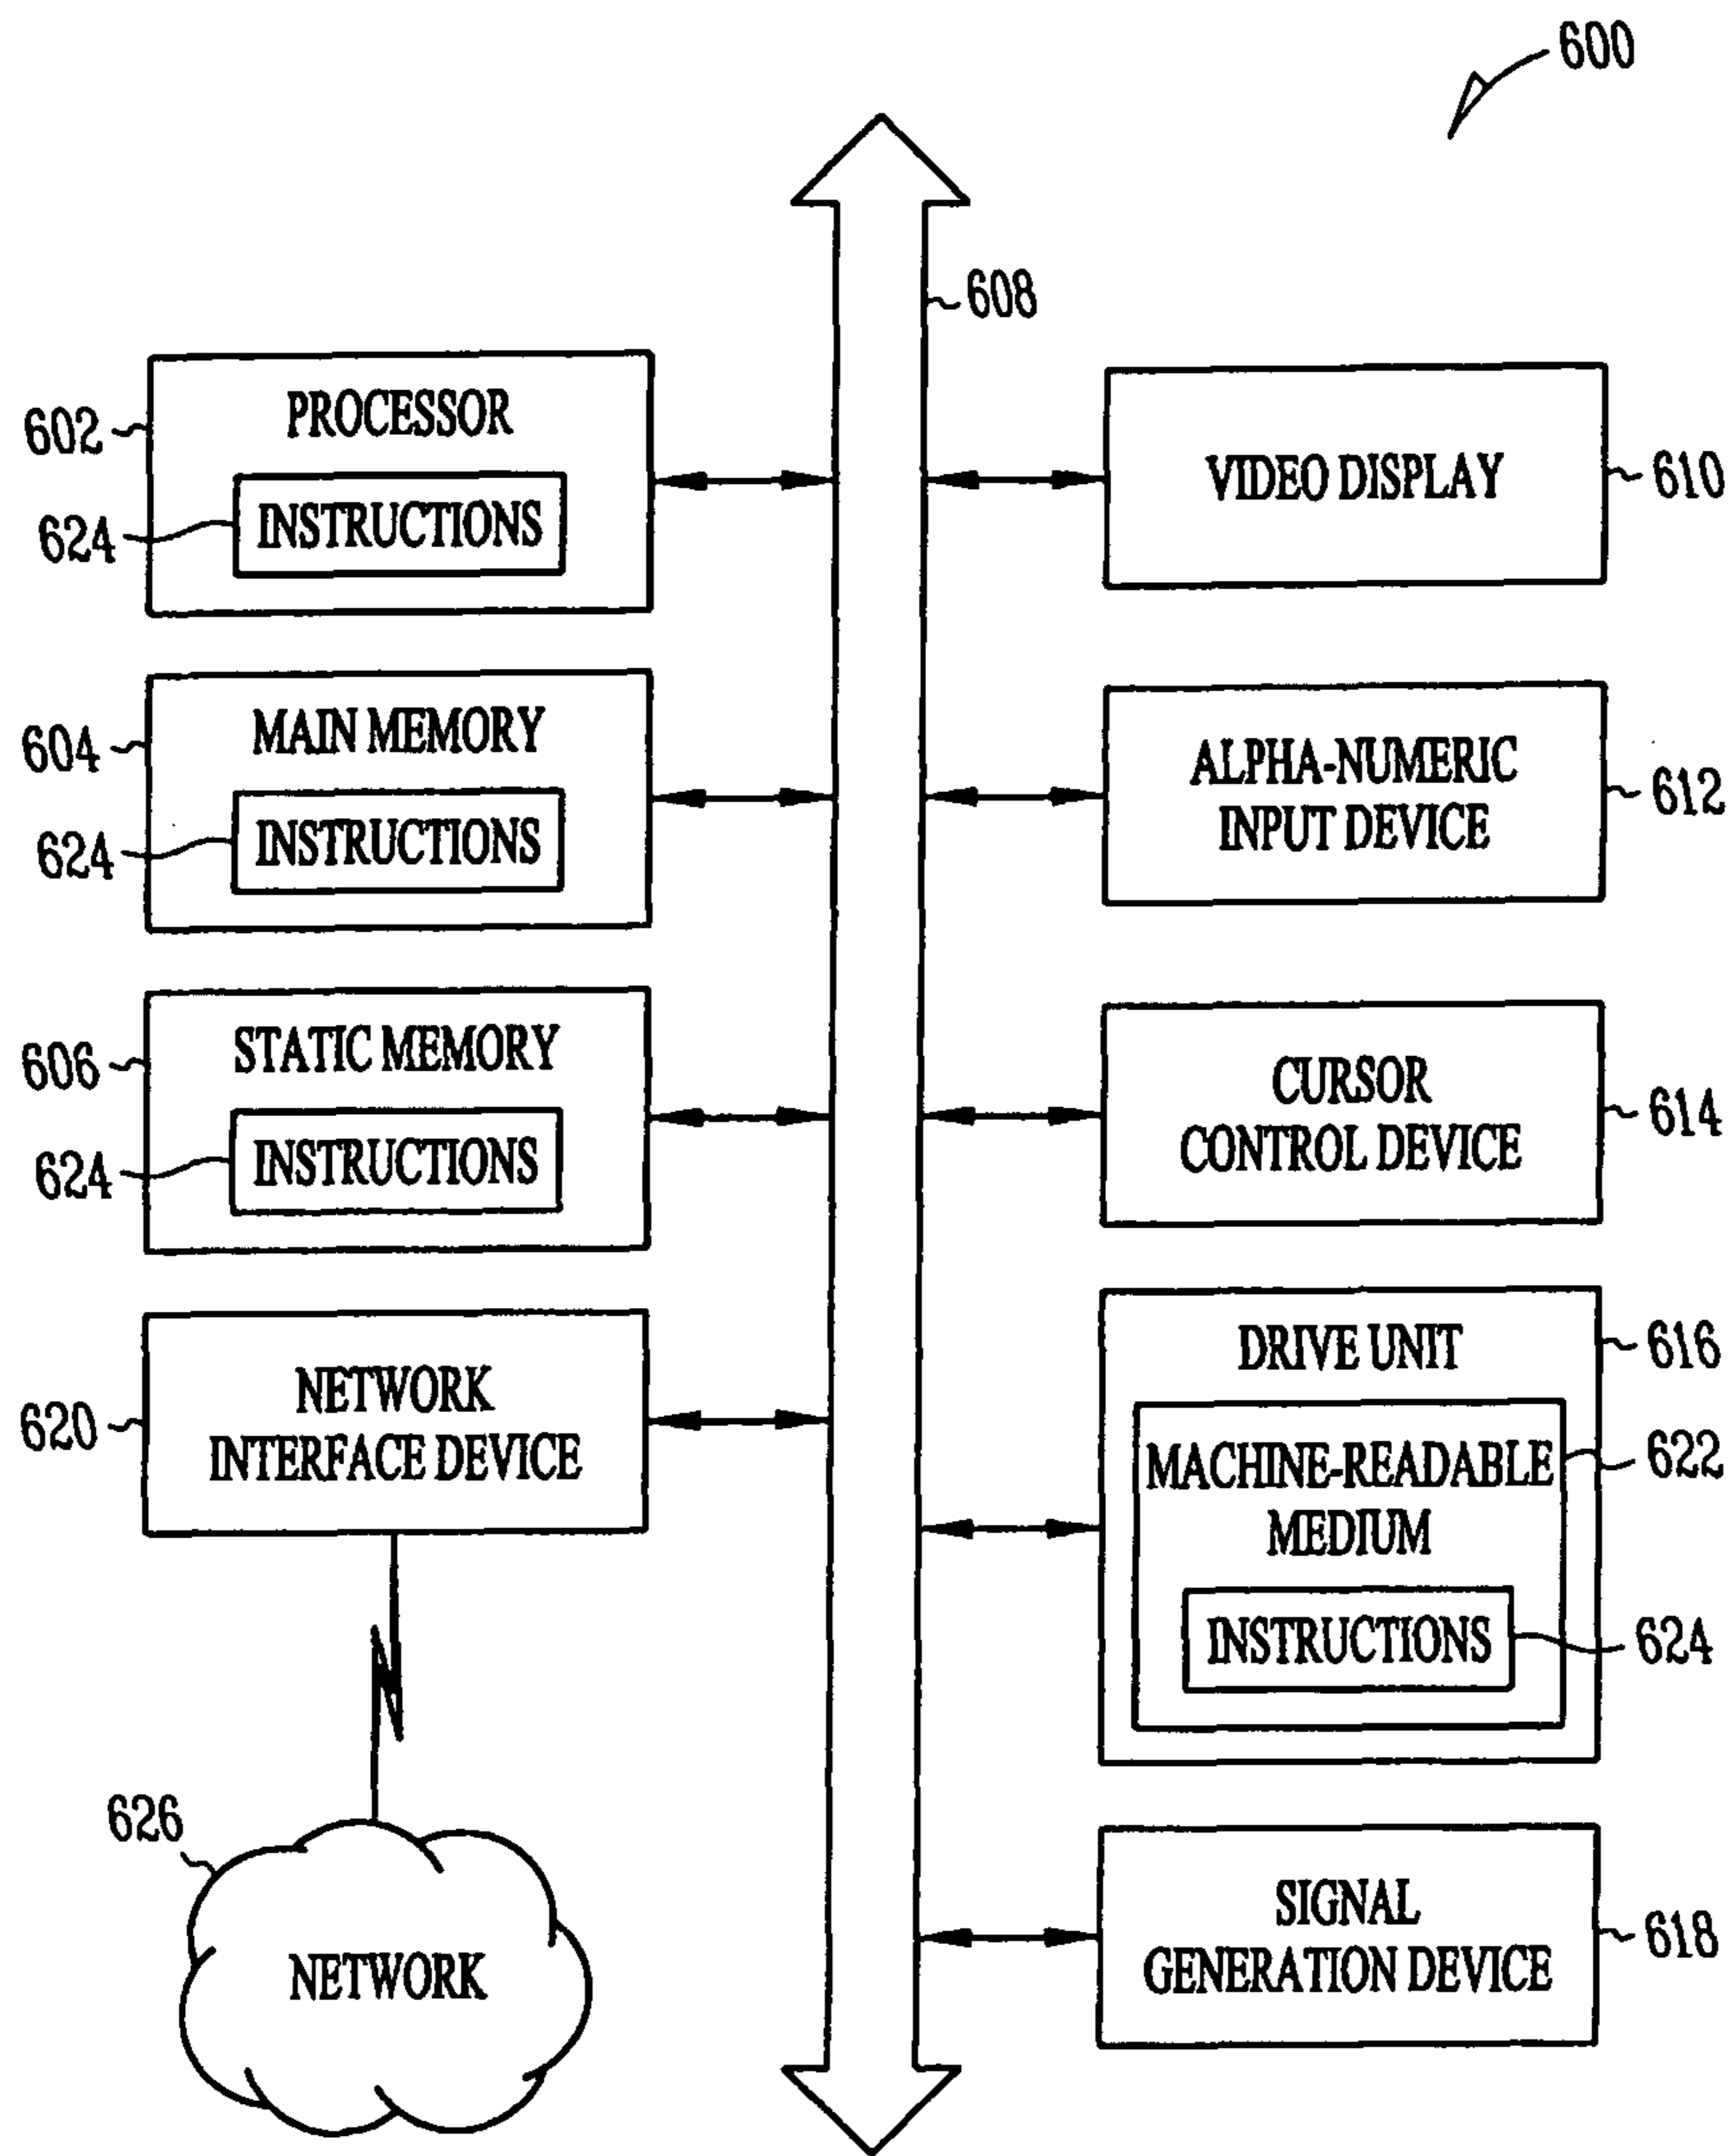 600
608
602
PROCESSOR
624
INSTRUCTIONS
604
MAIN MEMORY
624
INSTRUCTIONS
606
STATIC MEMORY
624
INSTRUCTIONS
620
NETWORK
INTERFACE DEVICE
626
NETWORK
VIDEO DISPLAY
610
ALPHA-NUMERIC
INPUT DEVICE
612
CURSOR
CONTROL DEVICE
614
DRIVE UNIT
616
MACHINE-READABLE
MEDIUM
622
INSTRUCTIONS
624
SIGNAL
GENERATION DEVICE
618